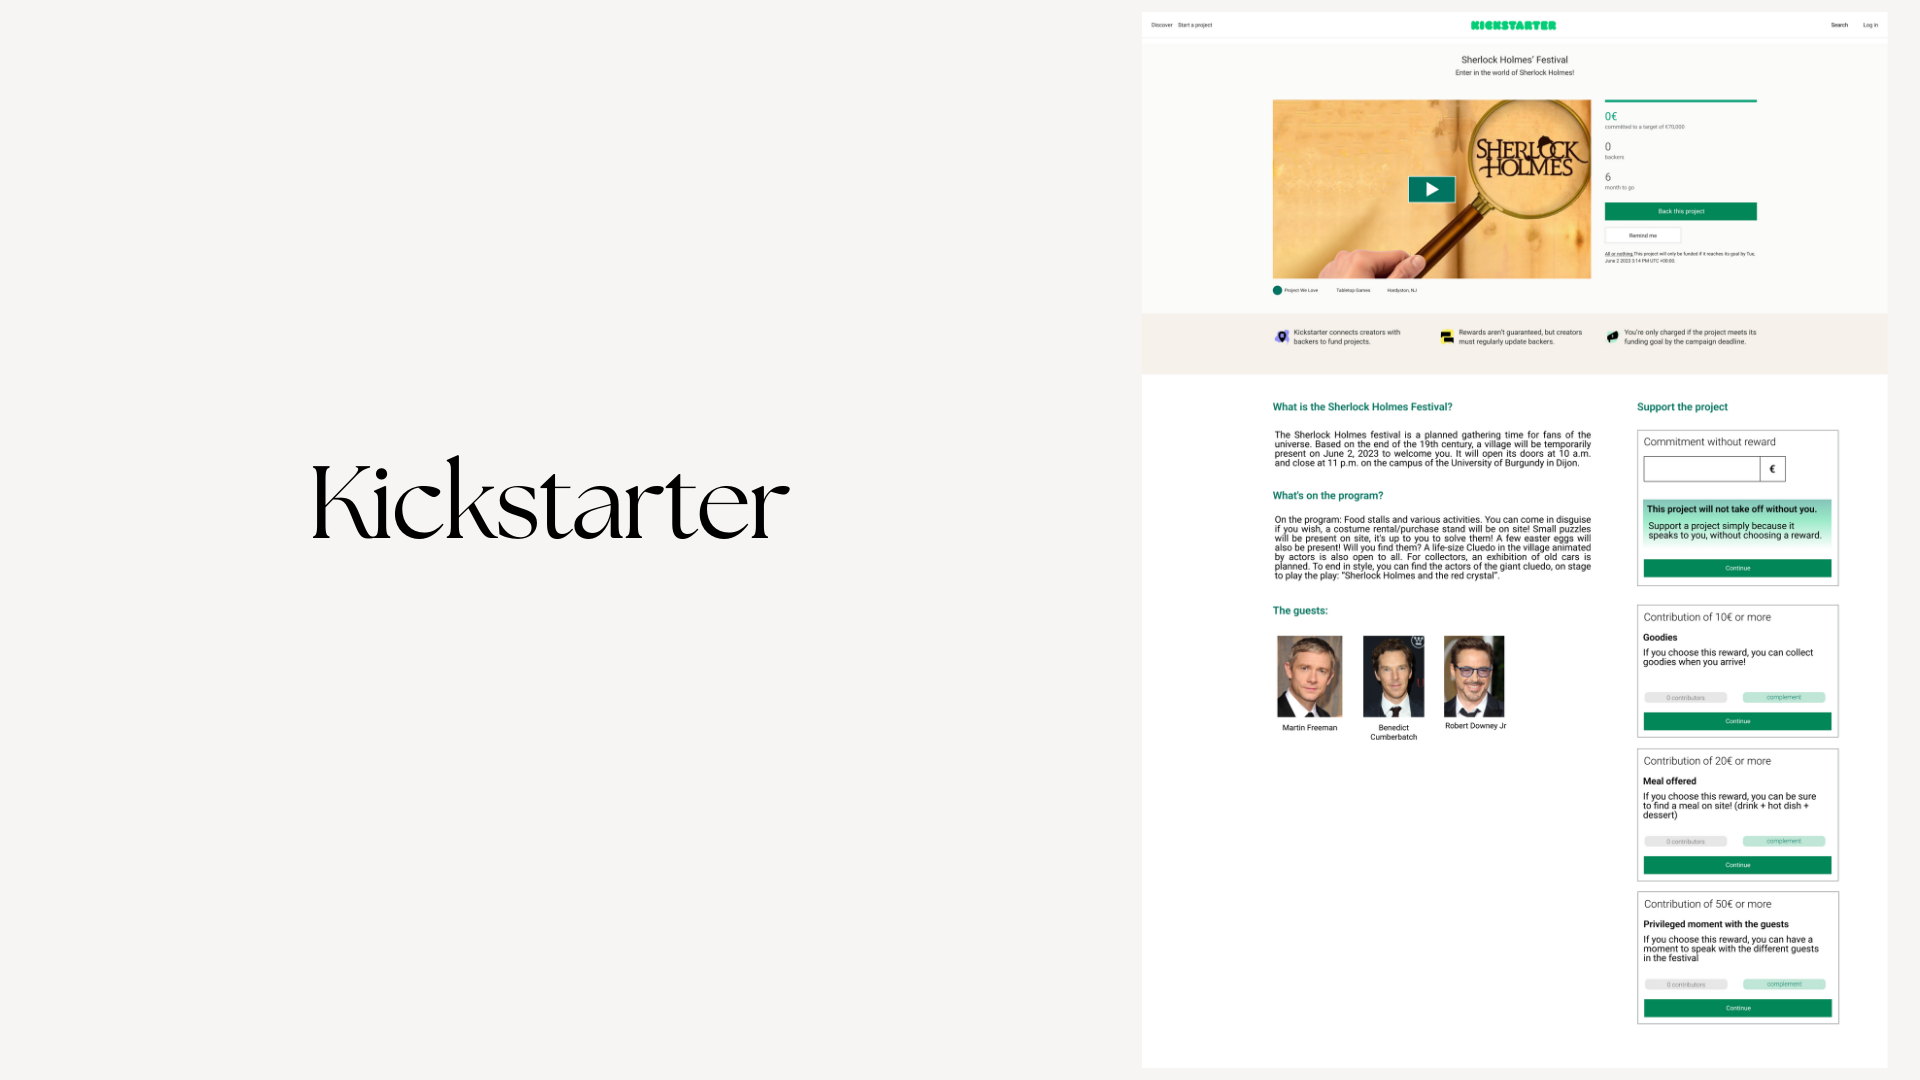 Kickstarter
Discover Start a project
KICKSTARTER
Search Log in
Sherlock Holmes' Festival
Enter in the world of Sherlock Holmes!
SHERLOCK
HOLMES
0€
committed to a target of €70,000
0
backers
6
month to go
Back this project
Remind me
All or nothing. This project will only be funded if it reaches its goal by Tue,
June 2 2023 3:14 PM UTC +00:00.
Project We Love Tabletop Games Hardyston, NJ
Kickstarter connects creators with
backers to fund projects.
Rewards aren't guaranteed, but creators
must regularly update backers.
You're only charged if the project meets its
funding goal by the campaign deadline.
What is the Sherlock Holmes Festival?
The Sherlock Holmes festival is a planned gathering time for fans of the
universe. Based on the end of the 19th century, a village will be temporarily
present on June 2, 2023 to welcome you. It will open its doors at 10 a.m.
and close at 11 p.m. on the campus of the University of Burgundy in Dijon.
What's on the program?
On the program: Food stalls and various activities. You can come in disguise
if you wish, a costume rental/purchase stand will be on site! Small puzzles
will be present on site, it's up to you to solve them! A few easter eggs will
also be present! Will you find them? A life-size Cluedo in the village animated
by actors is also open to all. For collectors, an exhibition of old cars is
planned. To end in style, you can find the actors of the giant cluedo, on stage
to play the play: "Sherlock Holmes and the red crystal".
The guests:
Martin Freeman
Benedict
Cumberbatch
Robert Downey Jr
Support the project
Commitment without reward
€
This project will not take off without you.
Support a project simply because it
speaks to you, without choosing a reward.
Continue
Contribution of 10€ or more
Goodies
If you choose this reward, you can collect
goodies when you arrive!
0 contributors complement
Continue
Contribution of 20€ or more
Meal offered
If you choose this reward, you can be sure
to find a meal on site! (drink + hot dish +
dessert)
0 contributors complement
Continue
Contribution of 50€ or more
Privileged moment with the guests
If you choose this reward, you can have a
moment to speak with the different guests
in the festival
0 contributors complement
Continue